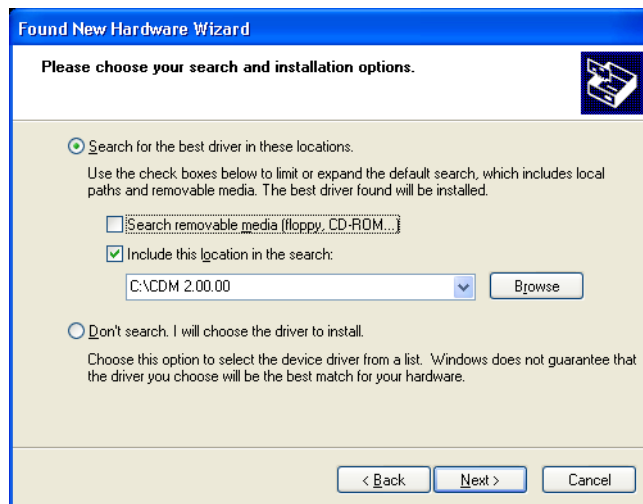 Found New Hardware Wizard
Please choose your search and installation options.
Search for the best driver in these locations.
Use the check boxes below to limit or expand the default search, which includes local
paths and removable media. The best driver found will be installed.
Search removable media (floppy, CD-ROM...)
Include this location in the search:
C:\CDM 2.00.00
Browse
Don't search. I will choose the driver to install.
Choose this option to select the device driver from a list. Windows does not guarantee that
the driver you choose will be the best match for your hardware.
< Back Next > Cancel